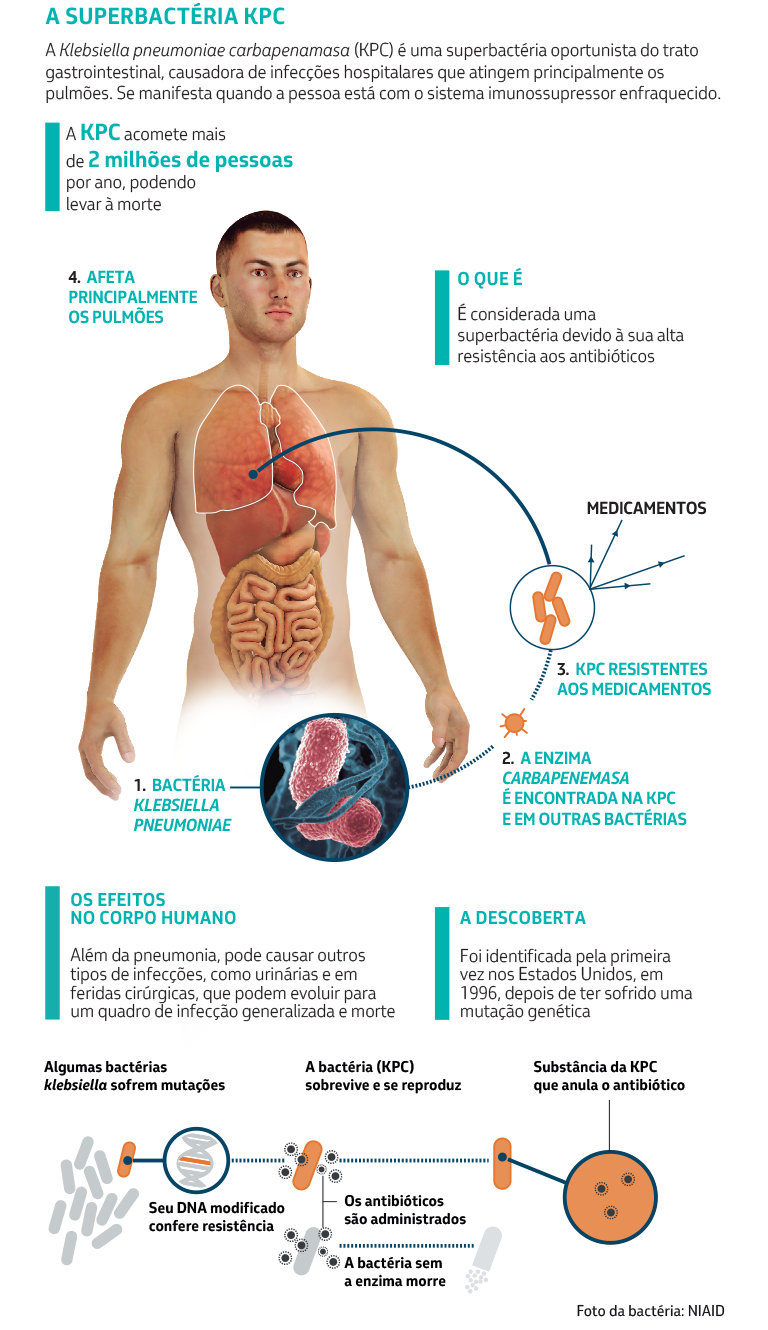 A SUPERBACTÉRIA KPC
A Klebsiella pneumoniae carbapenamasa (KPC) é uma superbactéria oportunista do trato
gastrointestinal, causadora de infecções hospitalares que atingem principalmente os
pulmões. Se manifesta quando a pessoa está com o sistema imunossupressor enfraquecido.
A KPC acomete mais
de 2 milhões de pessoas
por ano, podendo
levar à morte
4. AFETA
PRINCIPALMENTE
OS PULMÕES
O QUE É
É considerada uma
superbactéria devido à sua alta
resistência aos antibióticos
MEDICAMENTOS
3. KPC RESISTENTES
AOS MEDICAMENTOS
2. A ENZIMA
CARBAPENEMASA
É ENCONTRADA NA KPC
E EM OUTRAS BACTÉRIAS
1. BACTÉRIA
KLEBSIELLA
PNEUMONIAE
OS EFEITOS
NO CORPO HUMANO
Além da pneumonia, pode causar outros
tipos de infecções, como urinárias e em
feridas cirúrgicas, que podem evoluir para
um quadro de infecção generalizada e morte
A DESCOBERTA
Foi identificada pela primeira
vez nos Estados Unidos, em
1996, depois de ter sofrido uma
mutação genética
Algumas bactérias
klebsiella sofrem mutações
A bactéria (KPC)
sobrevive e se reproduz
Substância da KPC
que anula o antibiótico
Seu DNA modificado
confere resistência
Os antibióticos
são administrados
A bactéria sem
a enzima morre
Foto da bactéria: NIAID